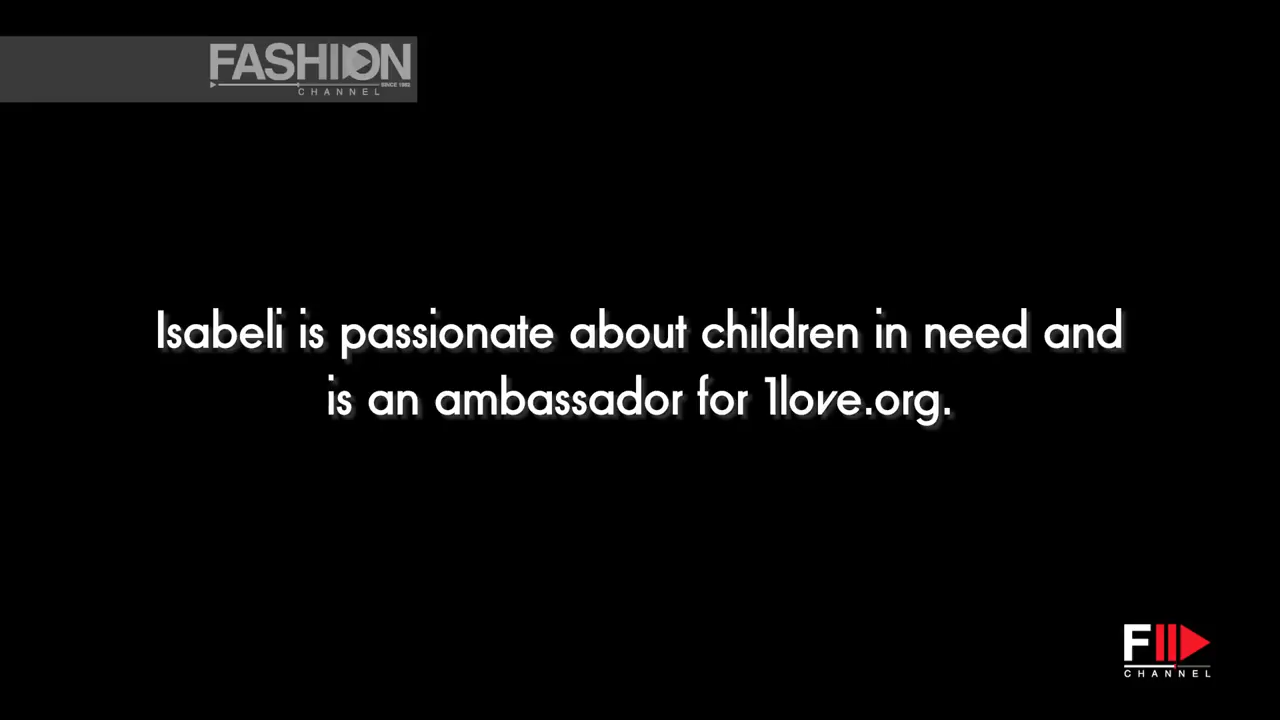 FASHION
SINCE 1985
CHANNEL
Isabeli is passionate about children in need and
is an ambassador for 1love.org.
F
CHANNEL